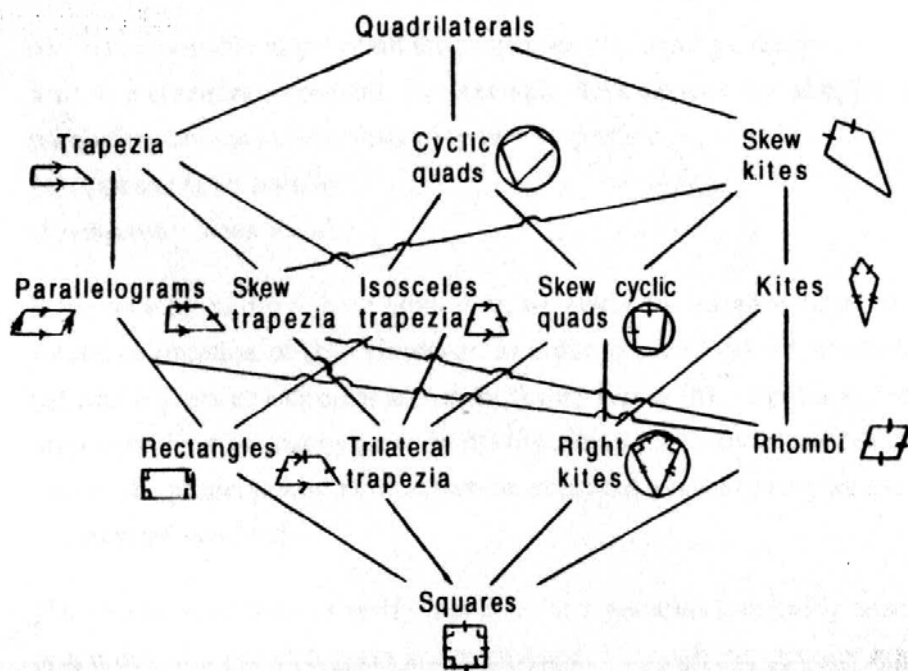 Quadrilaterals
Trapezia
Cyclic
quads
Skew
kites
Parallelograms
Skew
trapezia
Isosceles
trapezia
Skew cyclic
quads
Kites
Rectangles
Trilateral
trapezia
Right
kites
Rhombi
Squares